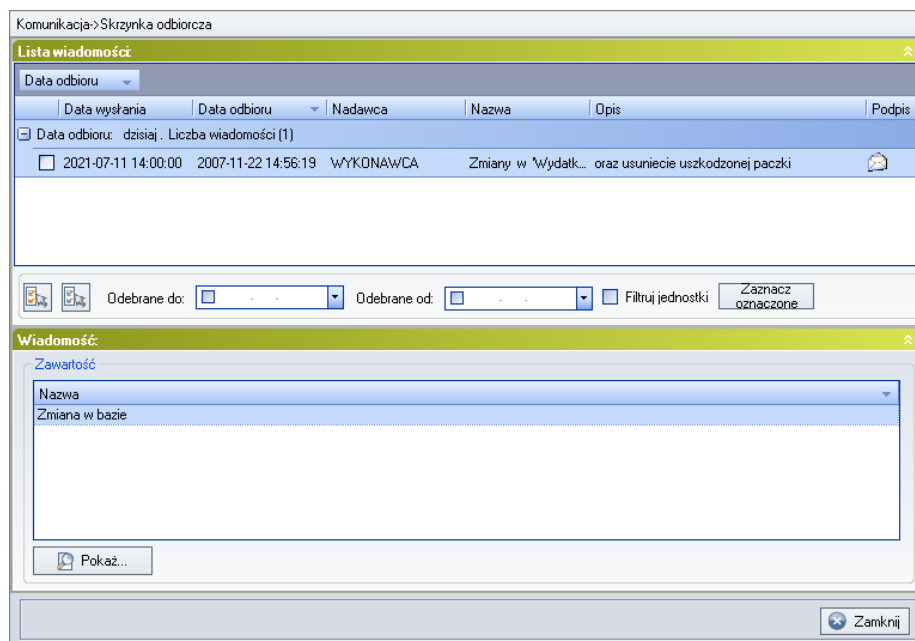 Komunikacja->Skrzynka odbiorcza
Lista wiadomości:
Data odbioru
Data wysłania Data odbioru Nadawca Nazwa Opis Podpis
Data odbioru: dzisiaj . Liczba wiadomości (1)
2021-07-11 14:00:00 2007-11-22 14:56:19 WYKONAWCA Zmiany w 'Wydatk... oraz usuniecie uszkodzonej paczki
Odebrane do: - - Odebrane od: - - Filtruj jednostki Zaznacz oznaczone
Wiadomość:
Zawartość
Nazwa
Zmiana w bazie
Pokaż...
Zamknij